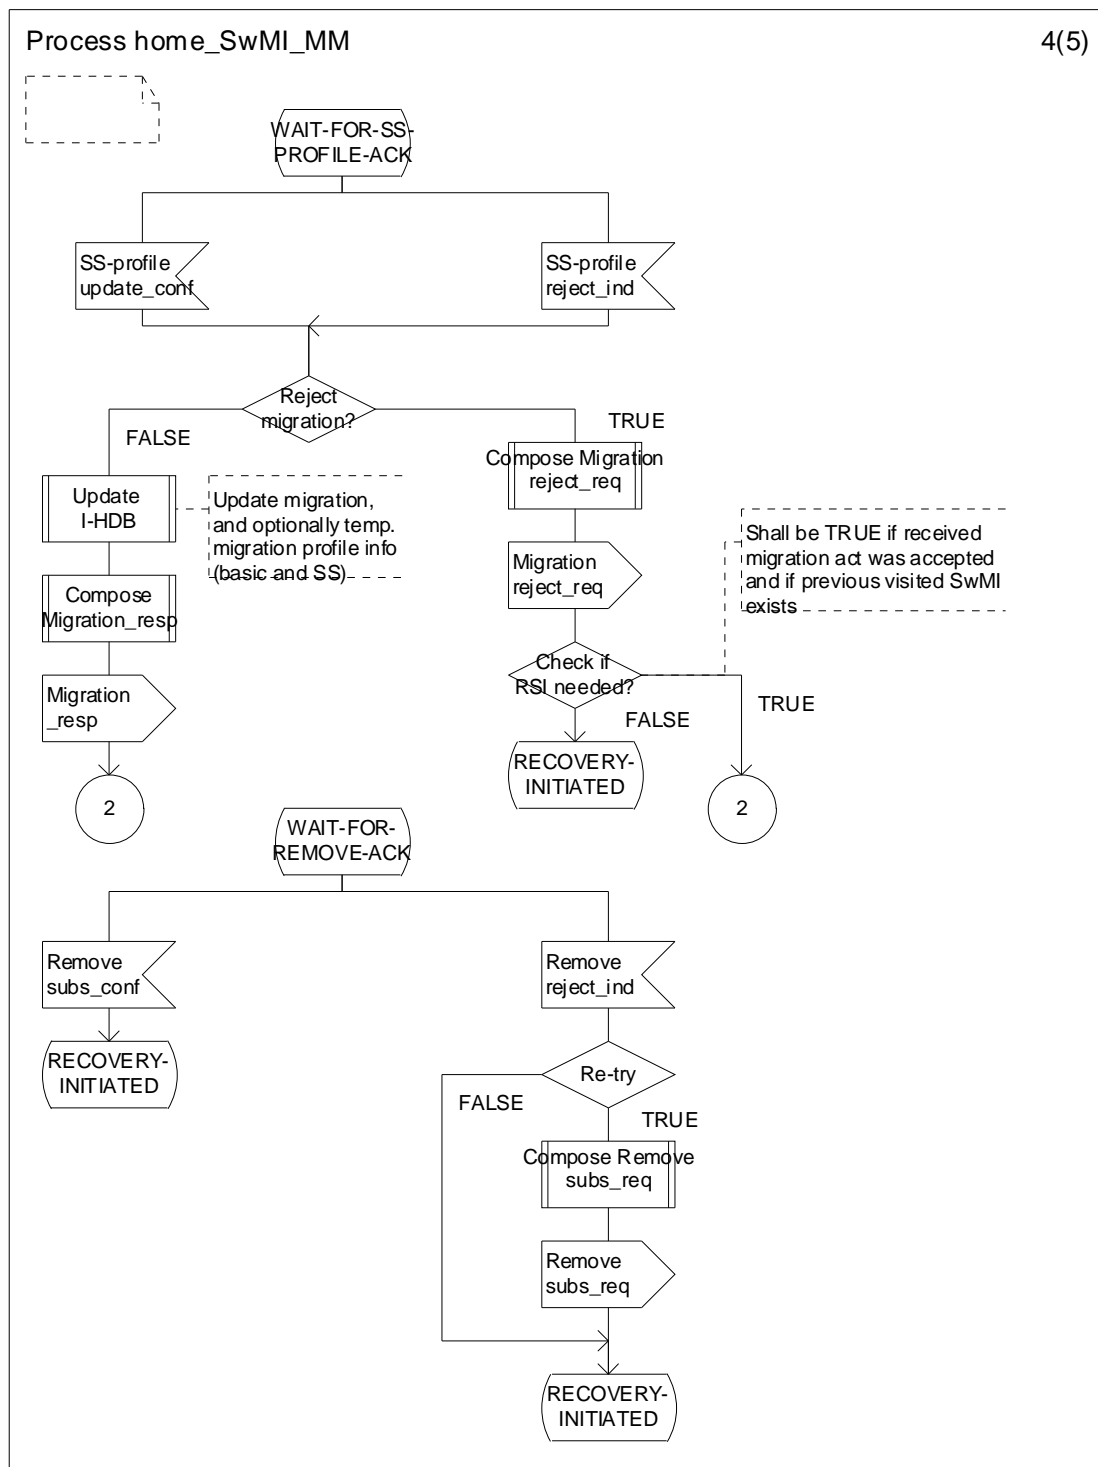 Process home_SwMI_MM
4(5)
WAIT-FOR-SS-
PROFILE-ACK
SS-profile
update_conf
SS-profile
reject_ind
Reject
migration?
FALSE
TRUE
Update
I-HDB
Update migration,
and optionally temp.
migration profile info
(basic and SS)
Compose Migration
reject_req
Compose
Migration_resp
Migration
reject_req
Shall be TRUE if received
migration act was accepted
and if previous visited SwMI
exists
Migration
_resp
Check if
RSI needed?
FALSE
TRUE
RECOVERY-
INITIATED
2
2
WAIT-FOR-
REMOVE-ACK
Remove
subs_conf
Remove
reject_ind
RECOVERY-
INITIATED
Re-try
FALSE
TRUE
Compose Remove
subs_req
Remove
subs_req
RECOVERY-
INITIATED